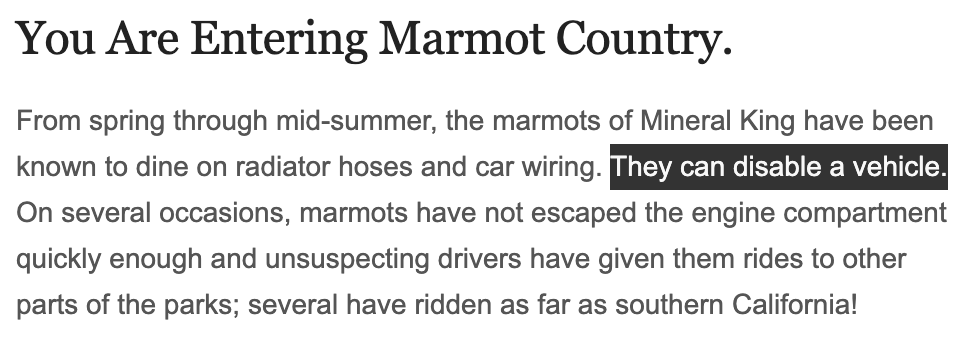 You Are Entering Marmot Country.
From spring through mid-summer, the marmots of Mineral King have been
known to dine on radiator hoses and car wiring. They can disable a vehicle.
On several occasions, marmots have not escaped the engine compartment
quickly enough and unsuspecting drivers have given them rides to other
parts of the parks; several have ridden as far as southern California!